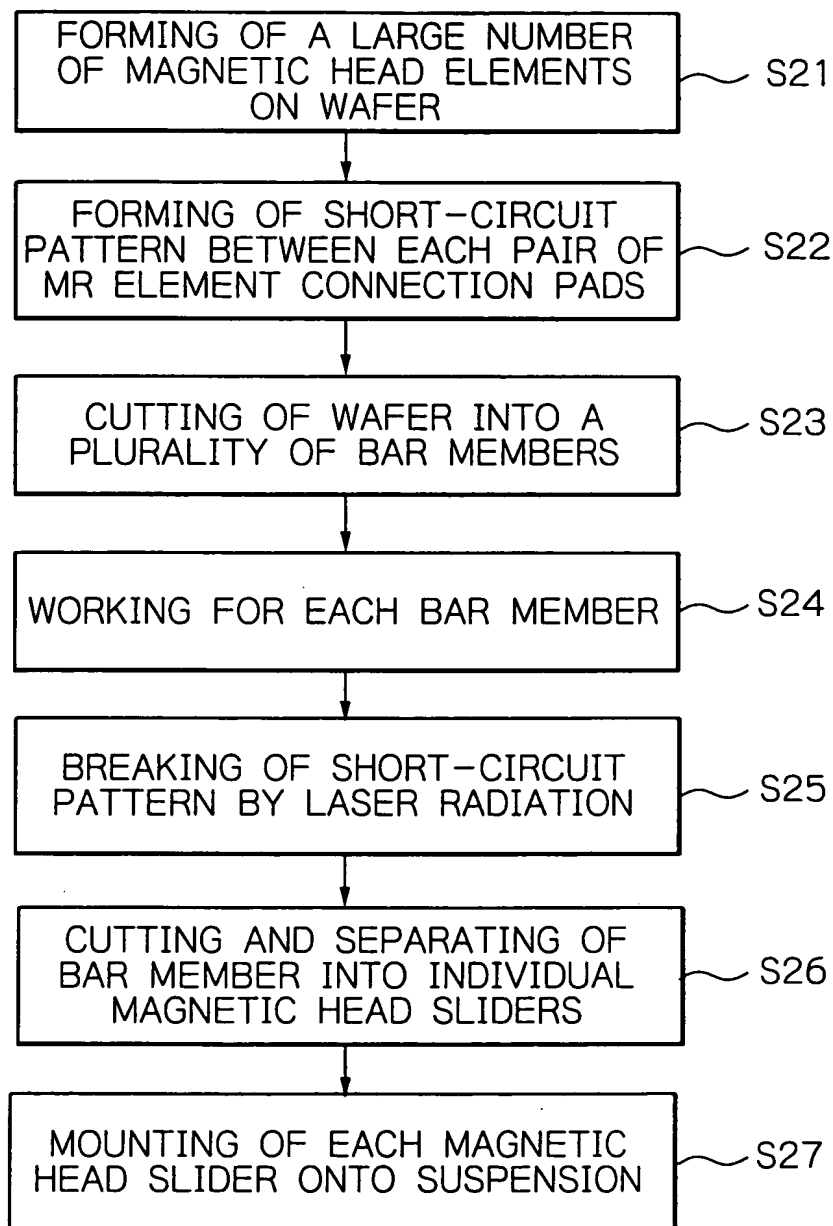 FORMING OF A LARGE NUMBER
OF MAGNETIC HEAD ELEMENTS
ON WAFER
S21
FORMING OF SHORT-CIRCUIT
PATTERN BETWEEN EACH PAIR OF
MR ELEMENT CONNECTION PADS
S22
CUTTING OF WAFER INTO A
PLURALITY OF BAR MEMBERS
S23
WORKING FOR EACH BAR MEMBER
S24
BREAKING OF SHORT-CIRCUIT
PATTERN BY LASER RADIATION
S25
CUTTING AND SEPARATING OF
BAR MEMBER INTO INDIVIDUAL
MAGNETIC HEAD SLIDERS
S26
MOUNTING OF EACH MAGNETIC
HEAD SLIDER ONTO SUSPENSION
S27